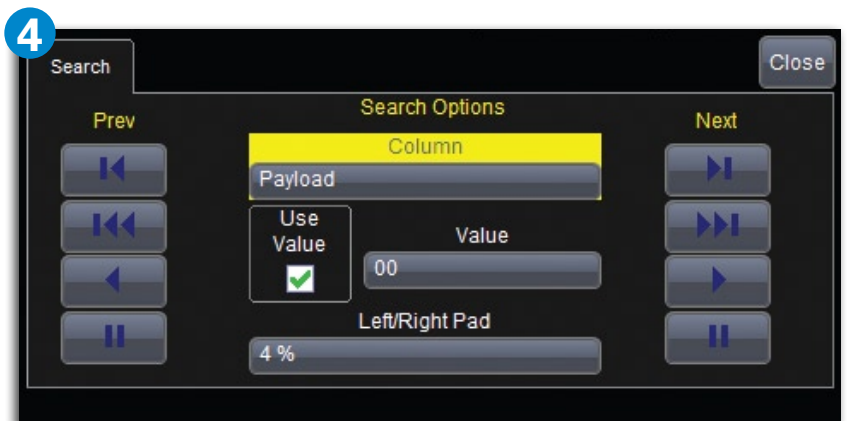 4
Search
Close
Prev
Search Options
Next
Column
Payload
Use
Value
Value
00
Left/Right Pad
4 %